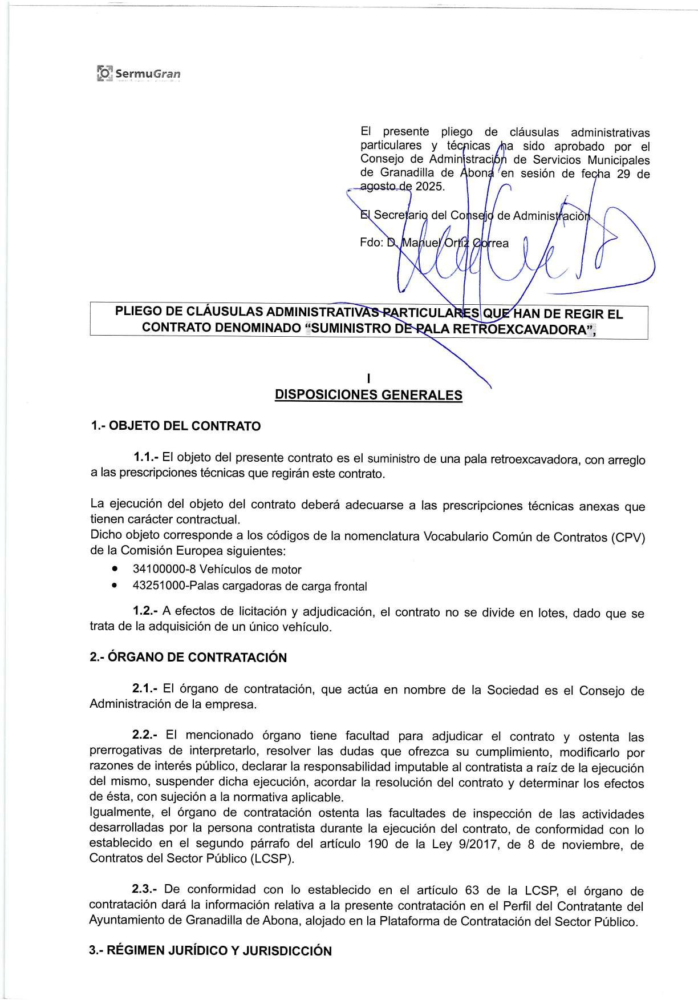 SermuGran
El presente pliego de cláusulas administrativas
particulares y técnicas ha sido aprobado por el
Consejo de Administración de Servicios Municipales
de Granadilla de Abona en sesión de fecha 29 de
agosto de 2025.
El Secretario del Consejo de Administración
Fdo: D. Manuel Ortiz Correa
PLIEGO DE CLÁUSULAS ADMINISTRATIVAS PARTICULARES QUE HAN DE REGIR EL
CONTRATO DENOMINADO “SUMINISTRO DE PALA RETROEXCAVADORA”,
I
DISPOSICIONES GENERALES
1.- OBJETO DEL CONTRATO
1.1.- El objeto del presente contrato es el suministro de una pala retroexcavadora, con arreglo
a las prescripciones técnicas que regirán este contrato.
La ejecución del objeto del contrato deberá adecuarse a las prescripciones técnicas anexas que
tienen carácter contractual.
Dicho objeto corresponde a los códigos de la nomenclatura Vocabulario Común de Contratos (CPV)
de la Comisión Europea siguientes:
• 34100000-8 Vehículos de motor
• 43251000-Palas cargadoras de carga frontal
1.2.- A efectos de licitación y adjudicación, el contrato no se divide en lotes, dado que se
trata de la adquisición de un único vehículo.
2.- ÓRGANO DE CONTRATACIÓN
2.1.- El órgano de contratación, que actúa en nombre de la Sociedad es el Consejo de
Administración de la empresa.
2.2.- El mencionado órgano tiene facultad para adjudicar el contrato y ostenta las
prerrogativas de interpretarlo, resolver las dudas que ofrezca su cumplimiento, modificarlo por
razones de interés público, declarar la responsabilidad imputable al contratista a raíz de la ejecución
del mismo, suspender dicha ejecución, acordar la resolución del contrato y determinar los efectos
de ésta, con sujeción a la normativa aplicable.
Igualmente, el órgano de contratación ostenta las facultades de inspección de las actividades
desarrolladas por la persona contratista durante la ejecución del contrato, de conformidad con lo
establecido en el segundo párrafo del artículo 190 de la Ley 9/2017, de 8 de noviembre, de
Contratos del Sector Público (LCSP).
2.3.- De conformidad con lo establecido en el artículo 63 de la LCSP, el órgano de
contratación dará la información relativa a la presente contratación en el Perfil del Contratante del
Ayuntamiento de Granadilla de Abona, alojado en la Plataforma de Contratación del Sector Público.
3.- RÉGIMEN JURÍDICO Y JURISDICCIÓN